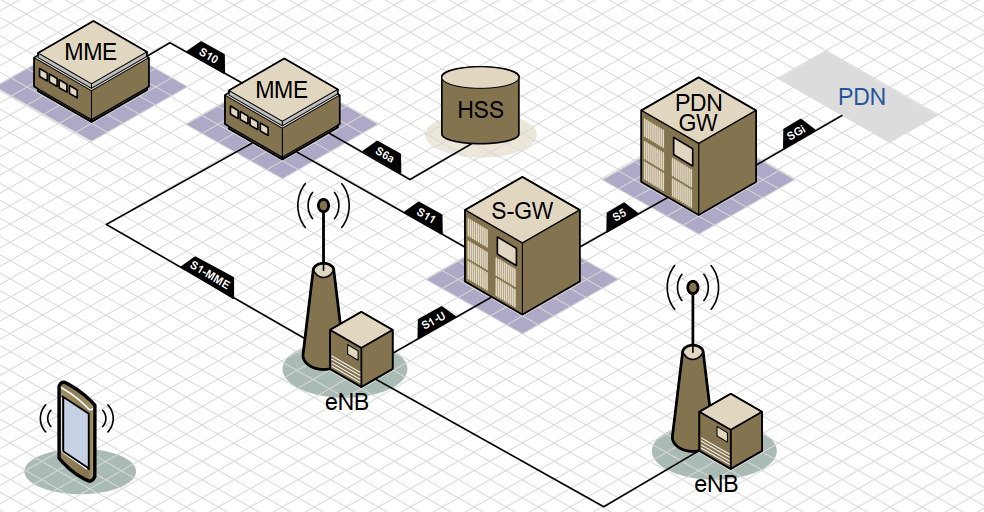 MME
S10
MME
HSS
S6a
PDN
GW
SGi
PDN
S11
S-GW
S5
S1-MME
S1-U
eNB
eNB